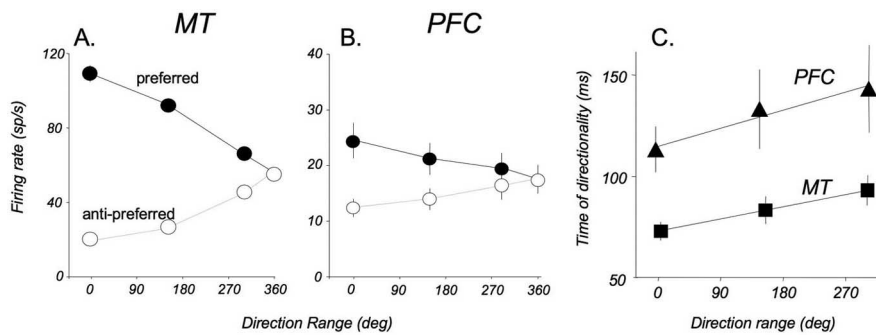 MT
PFC
A.
B.
C.
Firing rate (sp/s)
120
80
40
0
preferred
anti-preferred
0 90 180 270 360
40
30
20
10
0
0 90 180 270 360
Direction Range (deg)
Time of directionality (ms)
150
100
50
PFC
MT
0 90 180 270
Direction range (deg)